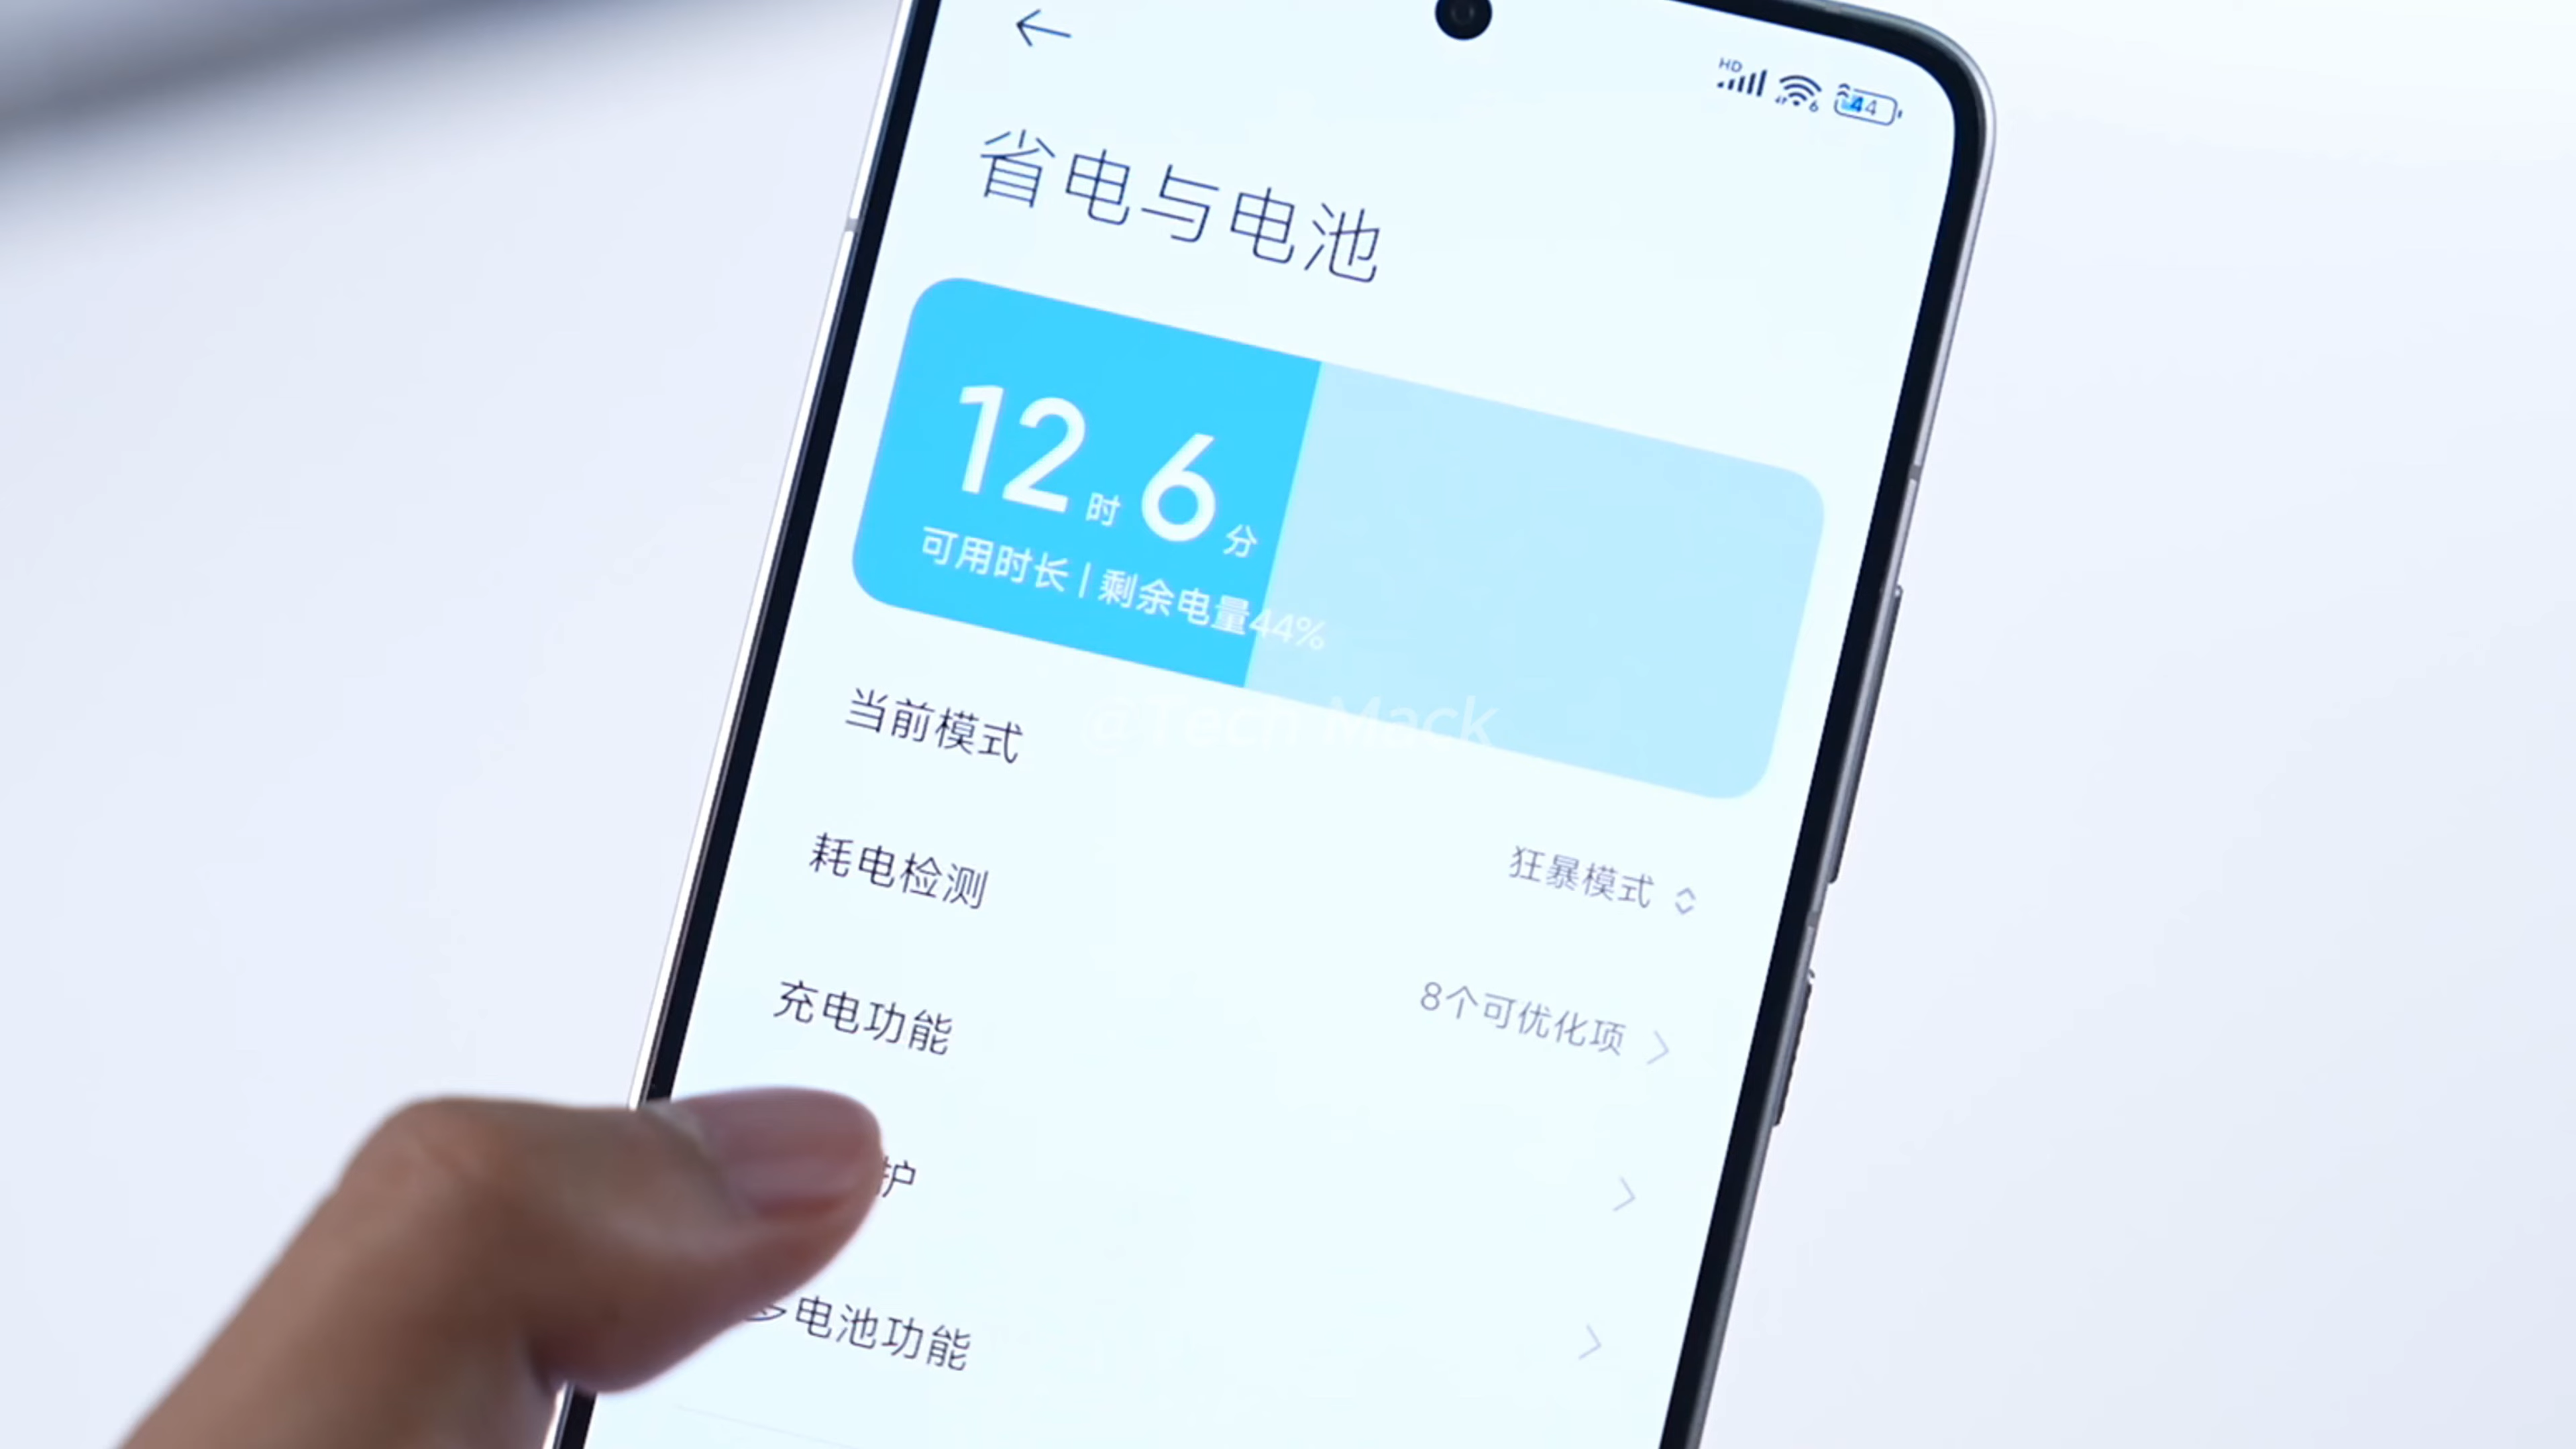 HD 6 44
省电与电池
12时6分
可用时长|剩余电量44%
@Tech Mack
当前模式
狂暴模式
耗电检测
8个可优化项
充电功能
护
电池功能